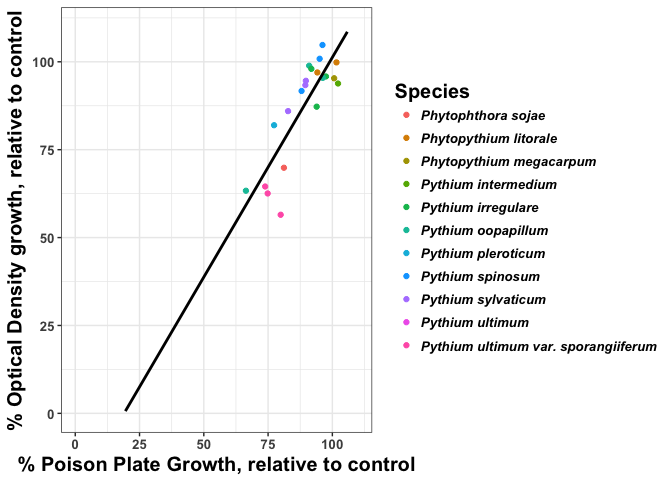 % Optical Density growth, relative to control
100
75
50
25
0
0 25 50 75 100
% Poison Plate Growth, relative to control
Species
Phytophthora sojae
Phytopythium litorale
Phytopythium megacarpum
Pythium intermedium
Pythium irregulare
Pythium oopapillum
Pythium pleroticum
Pythium spinosum
Pythium sylvaticum
Pythium ultimum
Pythium ultimum var. sporangiiferum